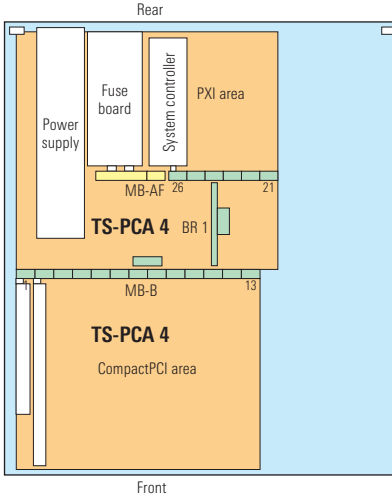 Rear
Power supply
Fuse board
System controller
PXI area
MB-AF
26
21
TS-PCA 4
BR 1
1
MB-B
13
TS-PCA 4
CompactPCI area
Front